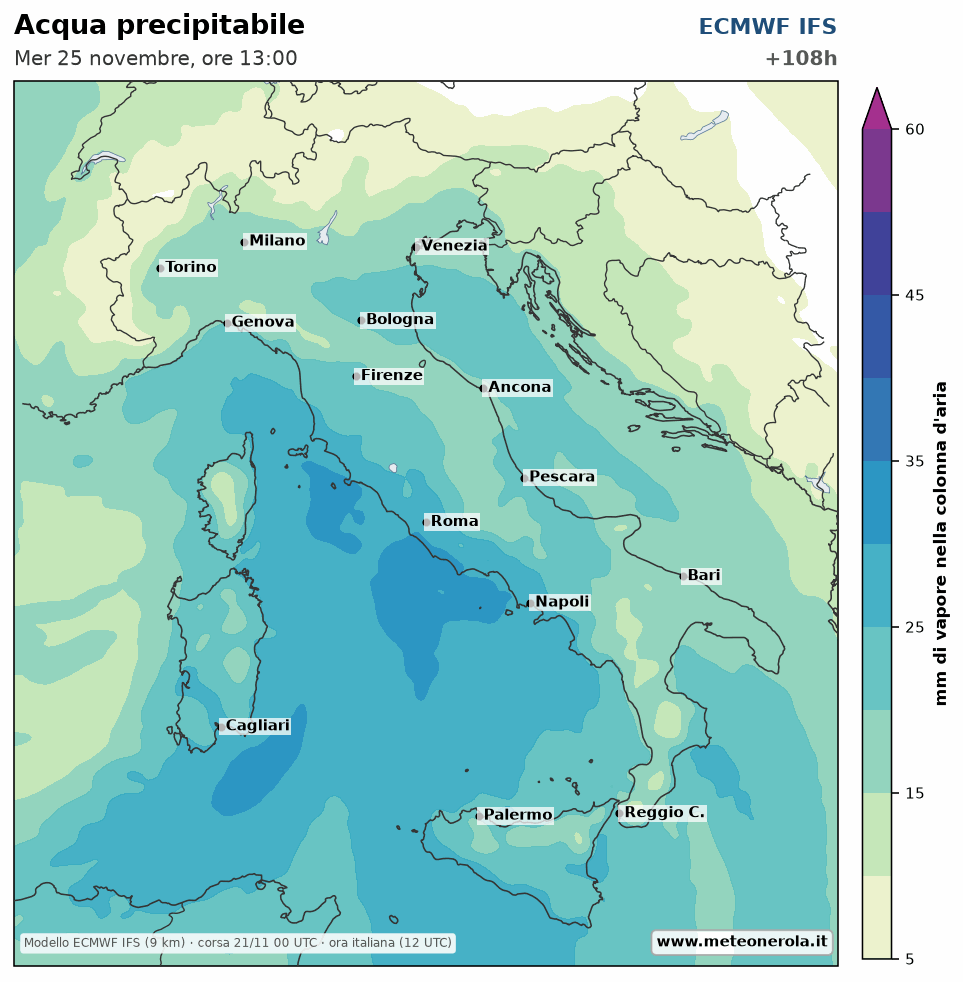 Acqua precipitabile
ECMWF IFS
Mer 25 novembre, ore 13:00
+108h
60
45
35
25
15
5
mm di vapore nella colonna d'aria
Milano
Venezia
Torino
Genova
Bologna
Firenze
Ancona
Pescara
Roma
Bari
Napoli
Cagliari
Palermo
Reggio C.
Modello ECMWF IFS (9 km) · corsa 21/11 00 UTC · ora italiana (12 UTC)
www.meteonerola.it